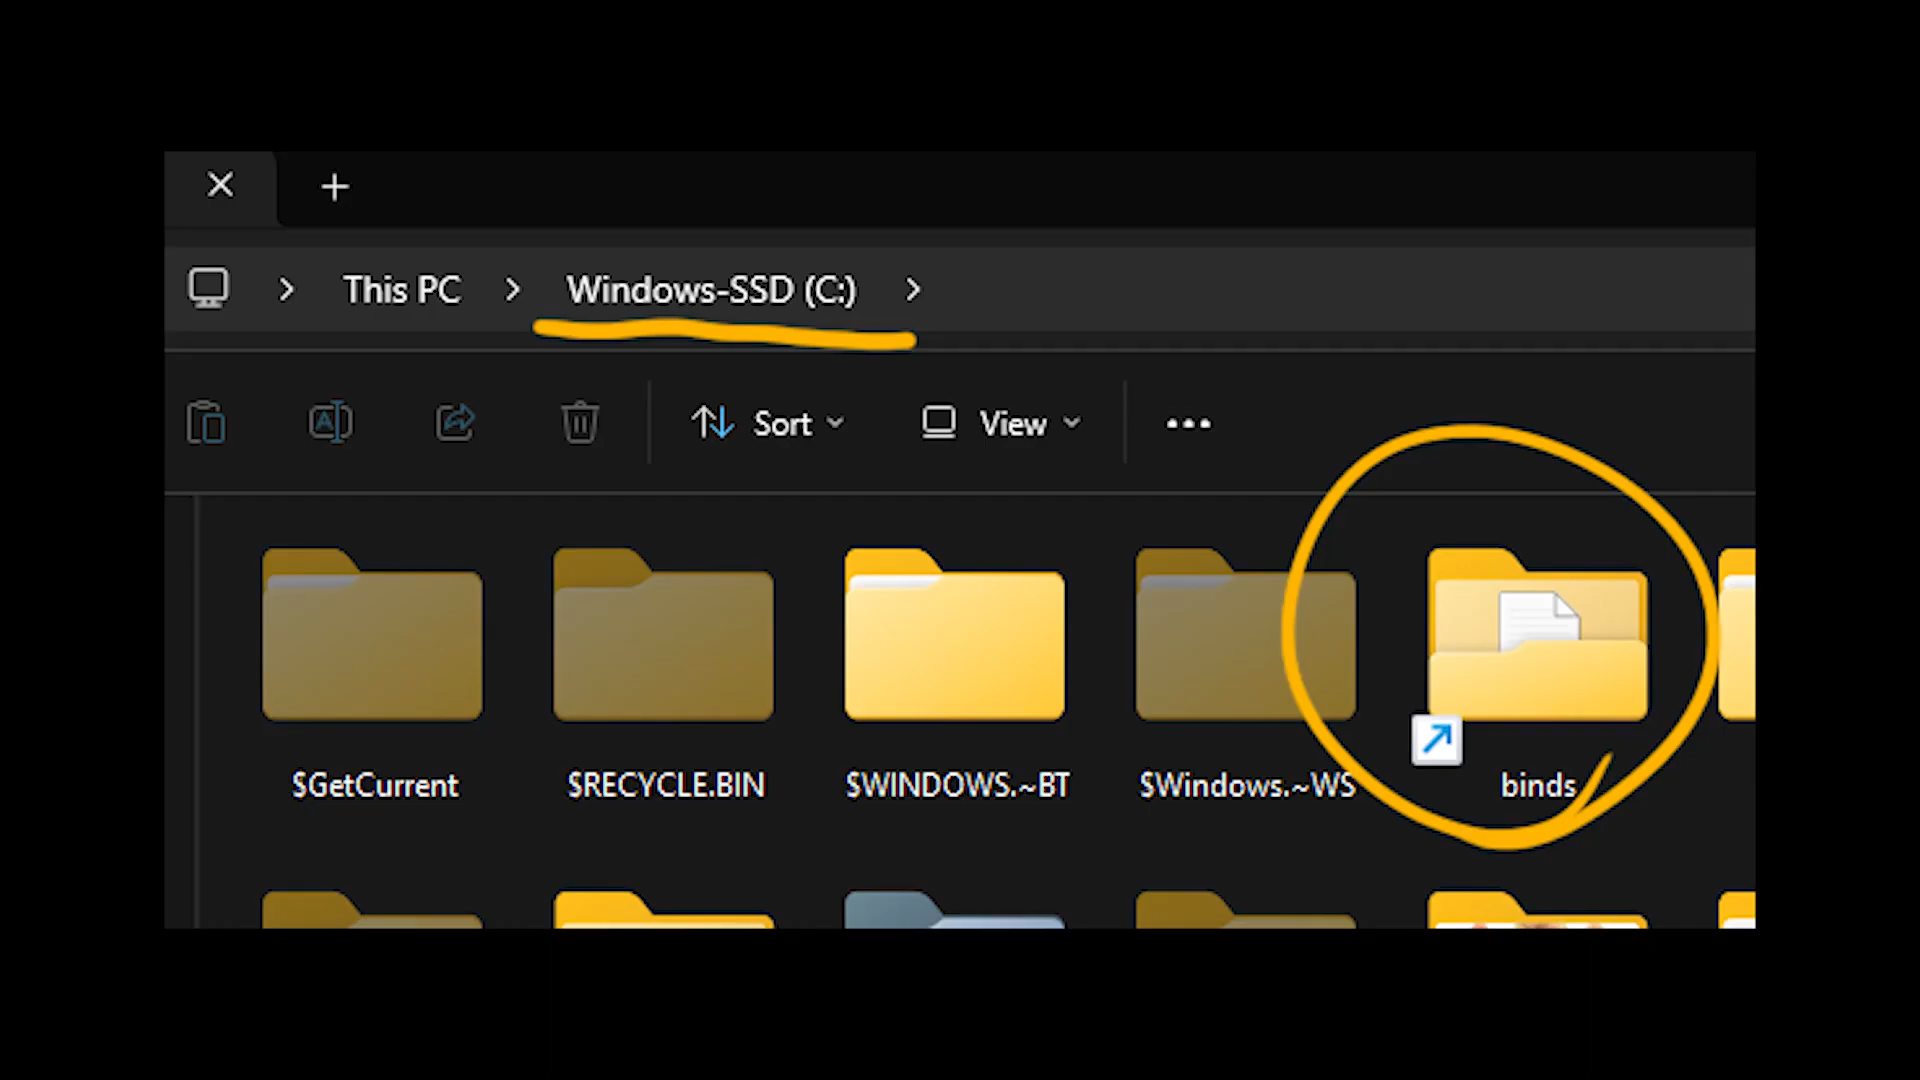 This PC > Windows-SSD (C:) >
Sort View
$GetCurrent $RECYCLE.BIN $WINDOWS.~BT $Windows.~WS binds